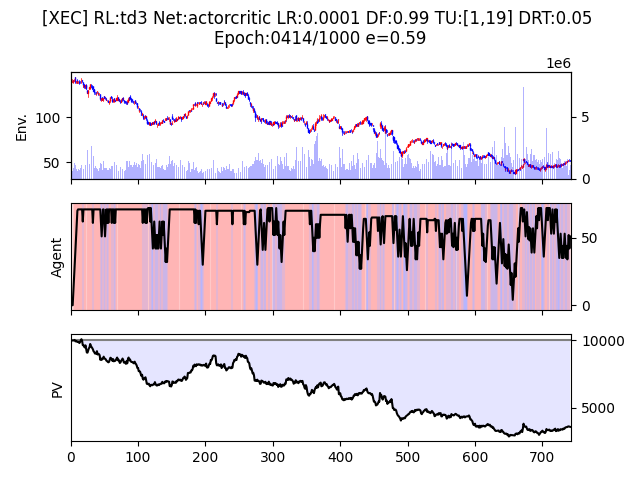 [XEC] RL:td3 Net:actorcritic LR:0.0001 DF:0.99 TU:[1,19] DRT:0.05
Epoch:0414/1000 e=0.59
1e6
Env.
100
50
5
0
Agent
50
0
PV
10000
5000
0 100 200 300 400 500 600 700